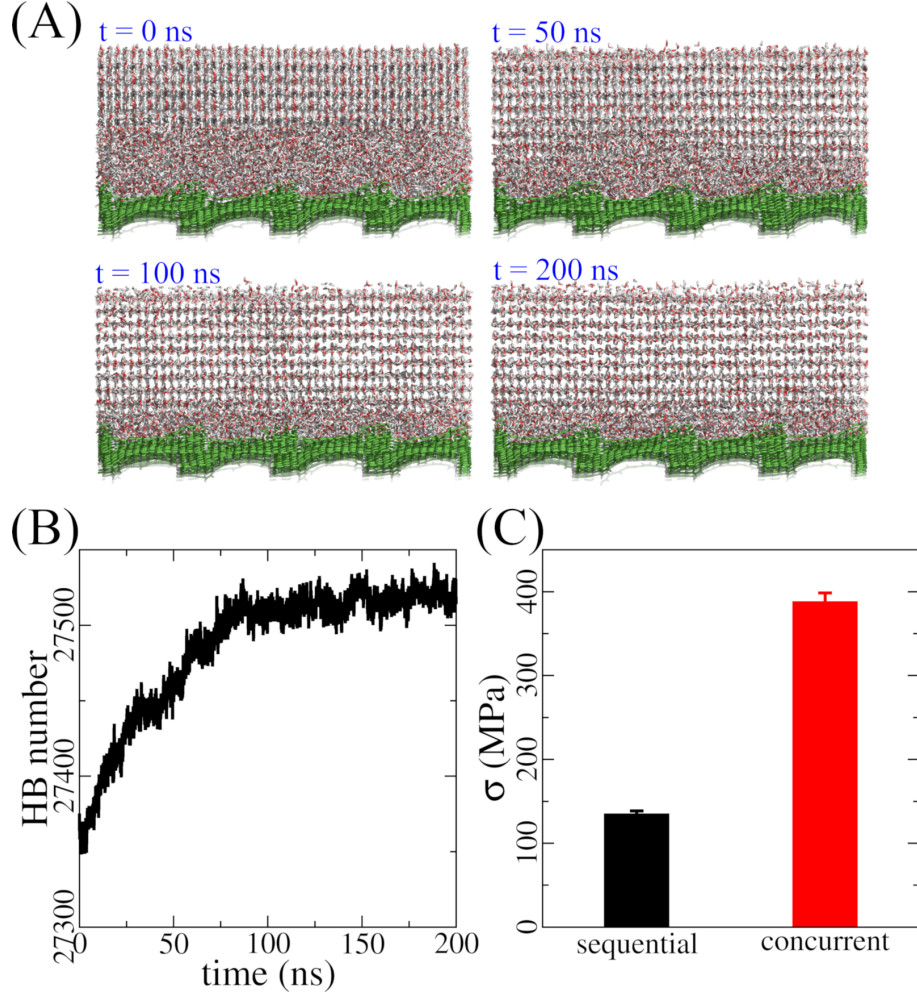 (A)
t = 0 ns
t = 50 ns
t = 100 ns
t = 200 ns
(B)
HB number
27500
27400
27300
0
50
100
150
200
time (ns)
(C)
σ (MPa)
400
300
200
100
0
sequential
concurrent